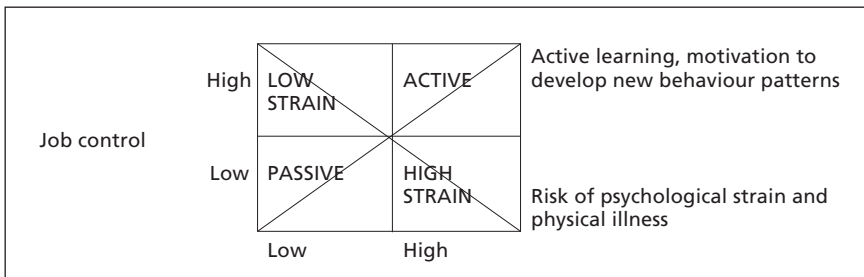 High
LOW
STRAIN
ACTIVE
Active learning, motivation to
develop new behaviour patterns
Job control
Low
PASSIVE
HIGH
STRAIN
Risk of psychological strain and
physical illness
Low
High